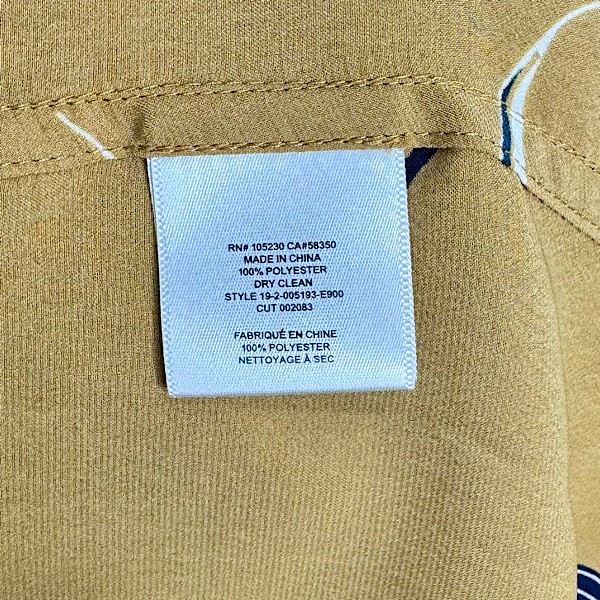 RN# 105230 CA#58350
MADE IN CHINA
100% POLYESTER
DRY CLEAN
STYLE 19-2-005193-E900
CUT 002083
FABRIQUÉ EN CHINE
100% POLYESTER
NETTOYAGE À SEC